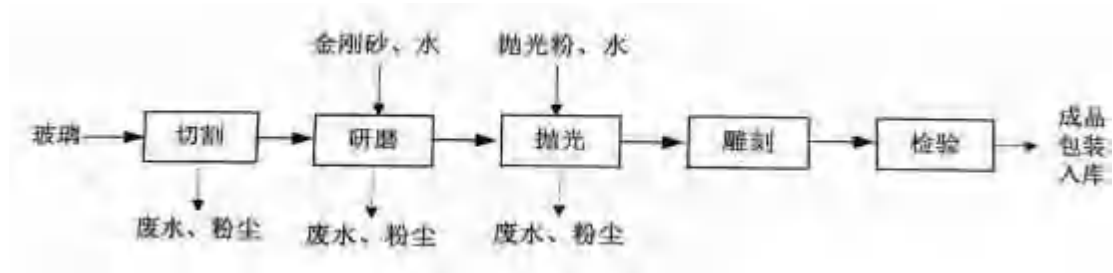 金刚砂、水
抛光粉、水
玻璃
切割
研磨
抛光
雕刻
检验
成品
包装
入库
废水、粉尘
废水、粉尘
废水、粉尘